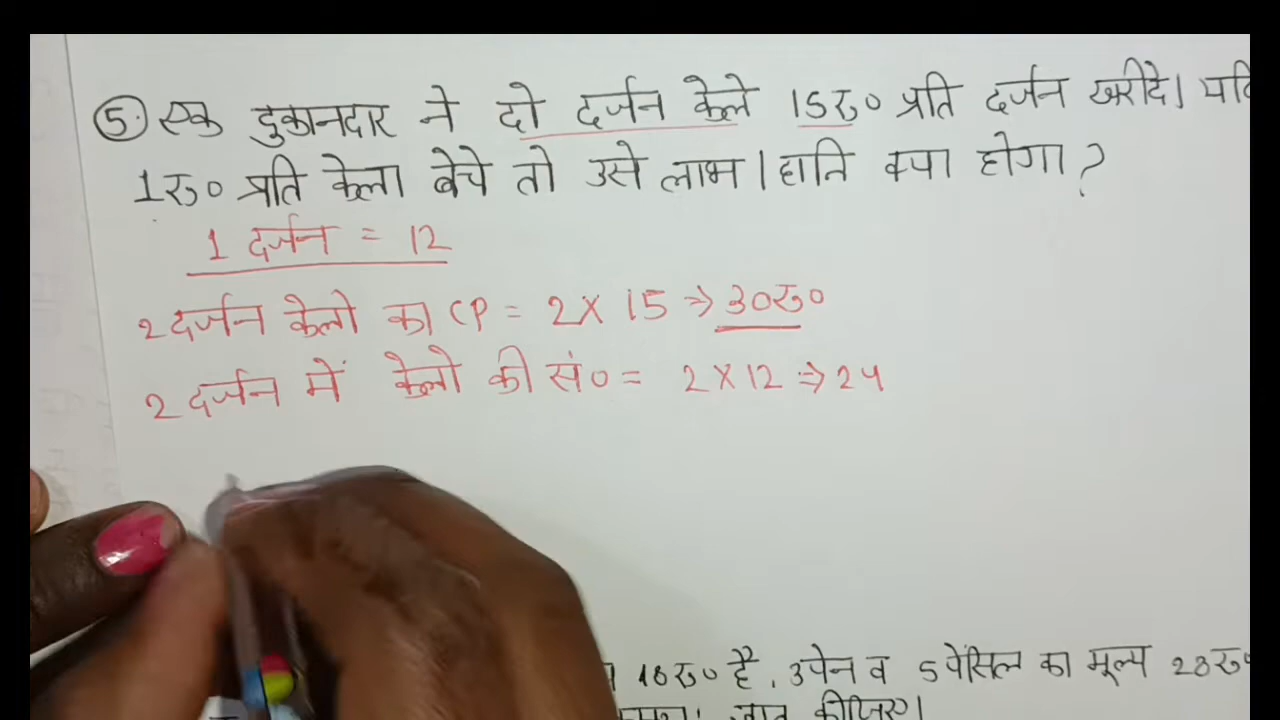 5. एक दुकानदार ने दो दर्जन केले 15रु० प्रति दर्जन खरीदे। यदि
1रु० प्रति केला बेचे तो उसे लाभ। हानि क्या होगा?
1 दर्जन = 12
2 दर्जन केलो का CP = 2 X 15 ⇒ 30रु०
2 दर्जन में केलो की सं० = 2 X 12 ⇒ 24
18रु० है, 3पेन व 5 पेंसिल का मूल्य 28रु०
ज्ञात कीजिए।